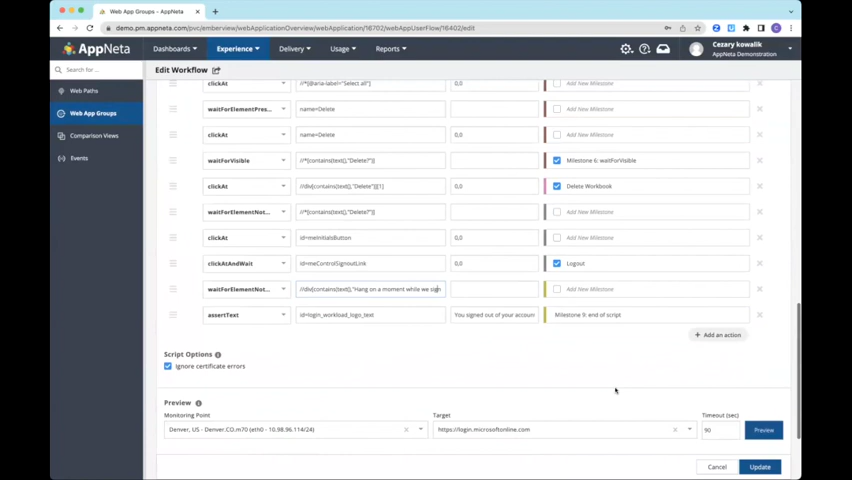 Web App Groups
demo.pm.appneta.com/pvc/emberview/webApplicationOverview/webApplication/16702/webAppUserFlow/16402/edit
AppNeta
Dashboards
Experience
Delivery
Usage
Reports
Cezary kowalik
AppNeta Demonstration
Search for...
Edit Workflow
Web Paths
Web App Groups
Comparison Views
Events
clickAt //*[@aria-label="Select all"] 0,0 Add New Milestone
waitForElementPres... name=Delete Add New Milestone
clickAt name=Delete 0,0 Add New Milestone
waitForVisible //*[contains(text(),"Delete?")] Milestone 6: waitForVisible
clickAt //div[contains(text(),"Delete")][1] 0,0 Delete Workbook
waitForElementNot... //*[contains(text(),"Delete?")] Add New Milestone
clickAt id=meInitialsButton 0,0 Add New Milestone
clickAtAndWait id=meControlSignoutLink 0,0 Logout
waitForElementNot... //div[contains(text(),"Hang on a moment while we sign Add New Milestone
assertText id=login_workload_logo_text You signed out of your accoun Milestone 9: end of script
+ Add an action
Script Options
Ignore certificate errors
Preview
Monitoring Point Target Timeout (sec)
Denver, US - Denver.CO.m70 (eth0 - 10.98.96.114/24) https://login.microsoftonline.com 90 Preview
Cancel Update